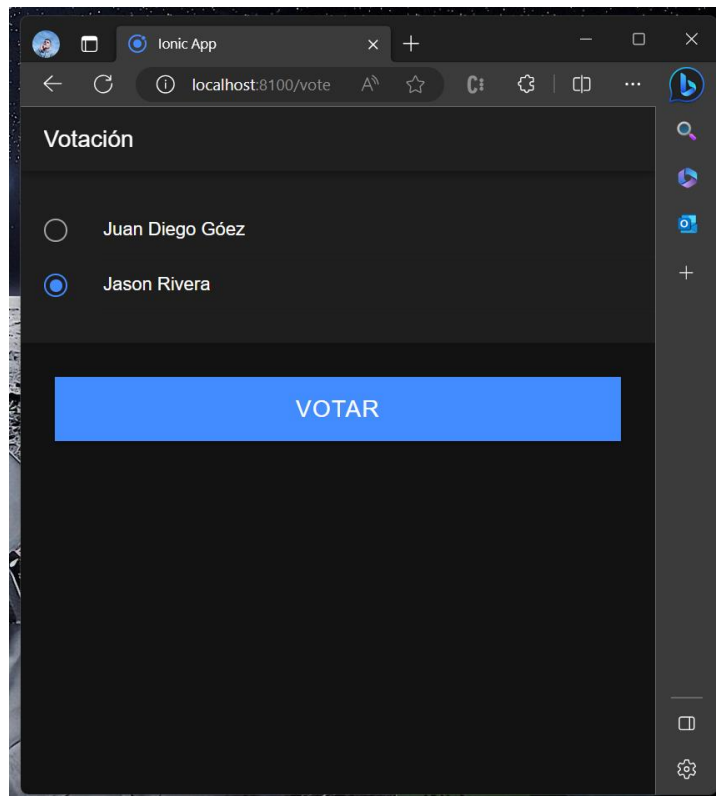 Ionic App
localhost:8100/vote
Votación
Juan Diego Góez
Jason Rivera
VOTAR